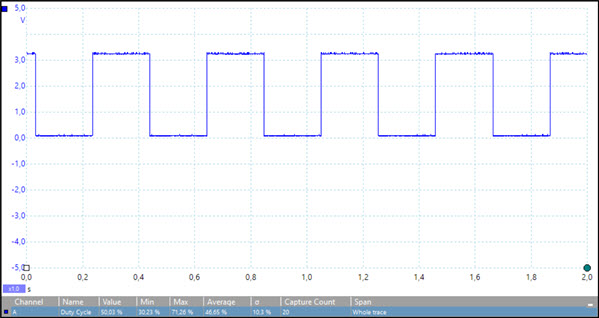 5,0
V
3,0
2,0
1,0
0,0
-1,0
-2,0
-3,0
-4,0
-5,0
0,0 0,2 0,4 0,6 0,8 1,0 1,2 1,4 1,6 1,8 2,0
x1.0 s
Channel Name Value Min Max Average σ Capture Count Span
A Duty Cycle 50,03 % 30,23 % 71,26 % 46,65 % 10,3 % 20 Whole trace